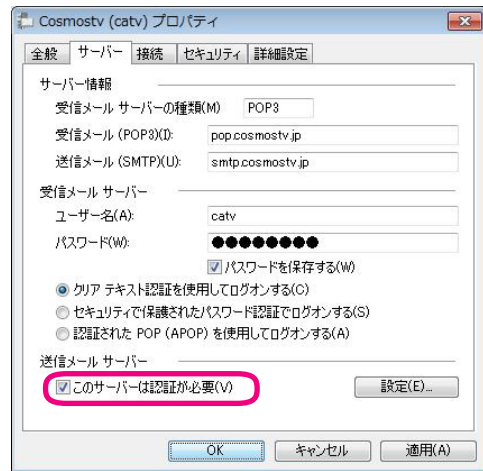 Cosmostv (catv) プロパティ
全般 サーバー 接続 セキュリティ 詳細設定
サーバー情報
受信メール サーバーの種類(M) POP3
受信メール (POP3)(I): pop.cosmostv.jp
送信メール (SMTP)(U): smtp.cosmostv.jp
受信メール サーバー
ユーザー名(A): catv
パスワード(W): ●●●●●●●●
パスワードを保存する(W)
クリア テキスト認証を使用してログオンする(C)
セキュリティで保護されたパスワード認証でログオンする(S)
認証された POP (APOP) を使用してログオンする(A)
送信メール サーバー
このサーバーは認証が必要(V) 設定(E)...
OK キャンセル 適用(A)